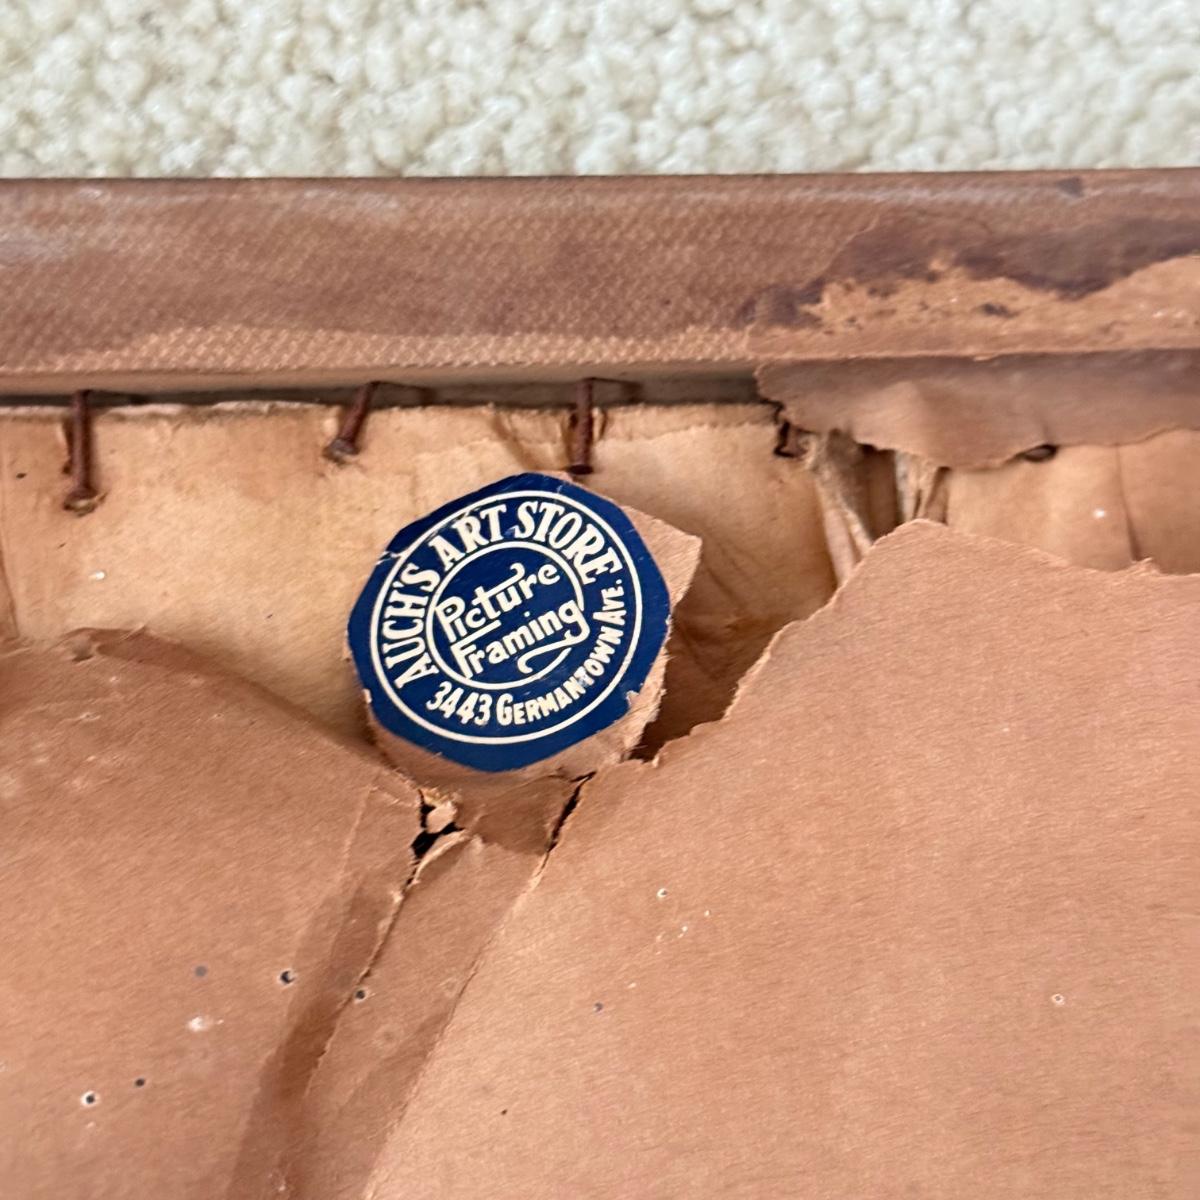 AUCH'S ART STORE
Picture
Framing
3443 GERMANTOWN AVE.